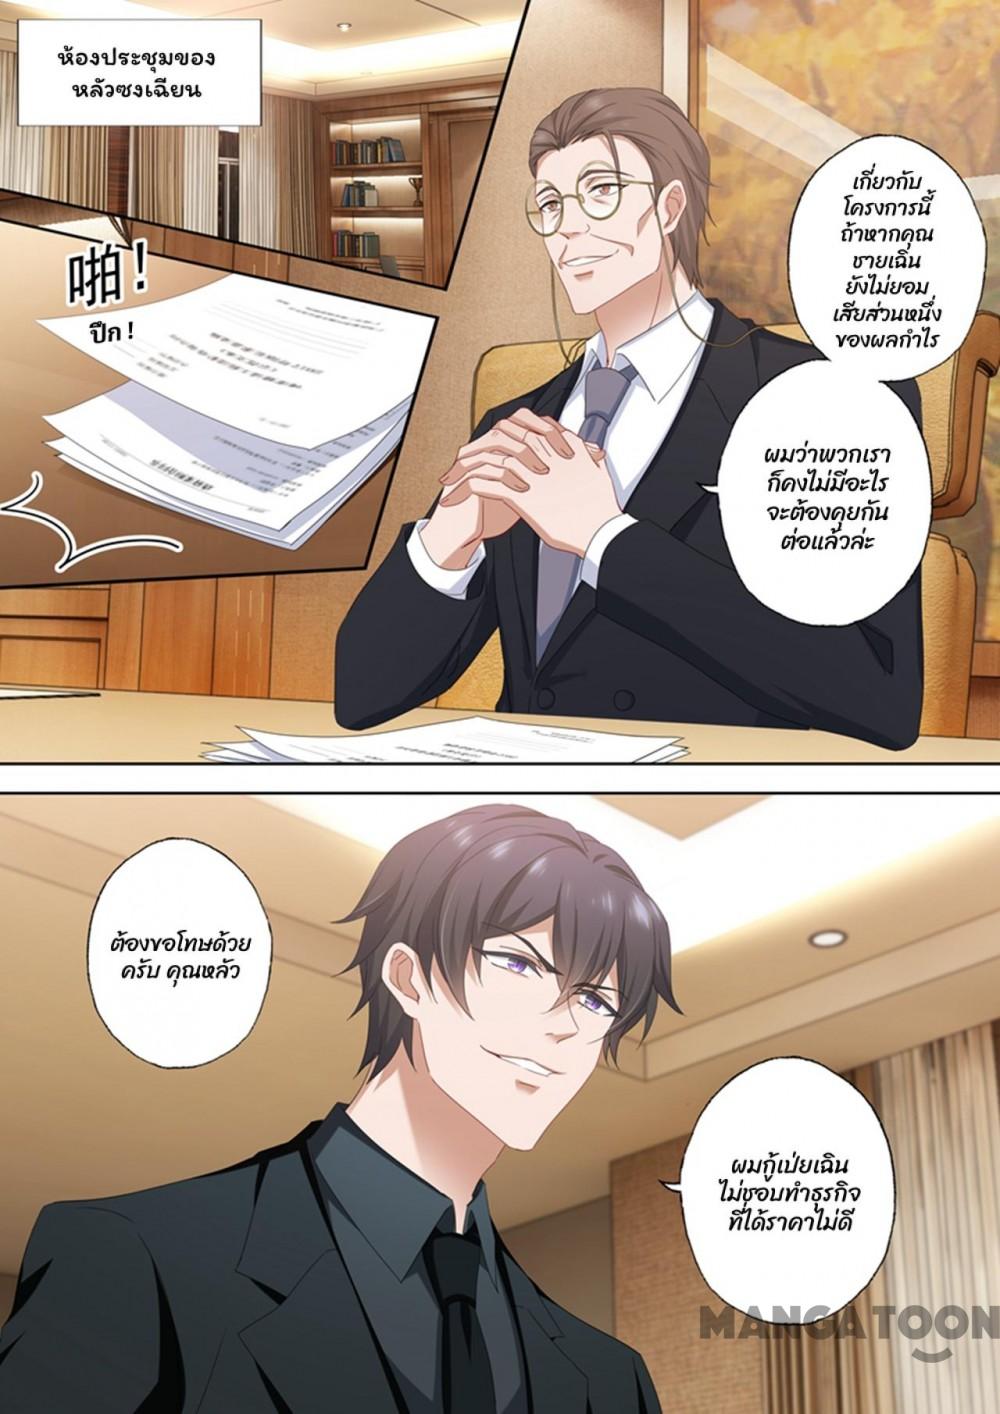 ห้องประชุมของ
หลัวซงเฉียน
เกี่ยวกับ
โครงการนี้
ถ้าหากคุณ
ชายเฉิน
ยังไม่ยอม
เสียส่วนหนึ่ง
ของผลกำไร
啪!
ปึก!
ผมว่าพวกเรา
ก็คงไม่มีอะไร
จะต้องคุยกัน
ต่อแล้วล่ะ
ต้องขอโทษด้วย
ครับ คุณหลัว
ผมกู้เป่ยเฉิน
ไม่ชอบทำธุรกิจ
ที่ได้ราคาไม่ดี
MANGATOON